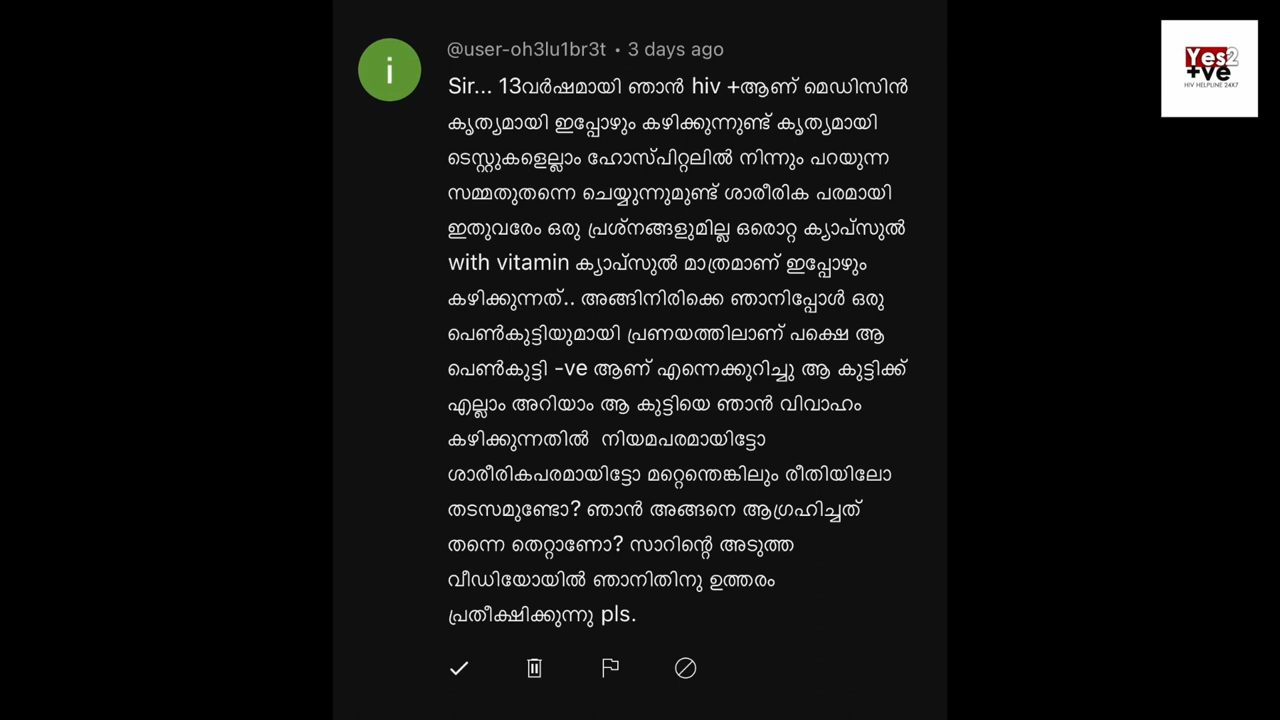 @user-oh3lu1br3t • 3 days ago
Sir... 13വർഷമായി ഞാൻ hiv +ആണ് മെഡിസിൻ
കൃത്യമായി ഇപ്പോഴും കഴിക്കുന്നുണ്ട് കൃത്യമായി
ടെസ്റ്റുകളെല്ലാം ഹോസ്പിറ്റലിൽ നിന്നും പറയുന്ന
സമ്മതുതന്നെ ചെയ്യുന്നുമുണ്ട് ശാരീരിക പരമായി
ഇതുവരേം ഒരു പ്രശ്നങ്ങളുമില്ല ഒരൊറ്റ ക്യാപ്സുൽ
with vitamin ക്യാപ്സുൽ മാത്രമാണ് ഇപ്പോഴും
കഴിക്കുന്നത്.. അങ്ങിനിരിക്കെ ഞാനിപ്പോൾ ഒരു
പെൺകുട്ടിയുമായി പ്രണയത്തിലാണ് പക്ഷെ ആ
പെൺകുട്ടി -ve ആണ് എന്നെക്കുറിച്ചു ആ കുട്ടിക്ക്
എല്ലാം അറിയാം ആ കുട്ടിയെ ഞാൻ വിവാഹം
കഴിക്കുന്നതിൽ നിയമപരമായിട്ടോ
ശാരീരികപരമായിട്ടോ മറ്റെന്തെങ്കിലും രീതിയിലോ
തടസമുണ്ടോ? ഞാൻ അങ്ങനെ ആഗ്രഹിച്ചത്
തന്നെ തെറ്റാണോ? സാറിന്റെ അടുത്ത
വീഡിയോയിൽ ഞാനിതിനു ഉത്തരം
പ്രതീക്ഷിക്കുന്നു pls.
i
Yes2
+ve
HIV HELPLINE 24X7